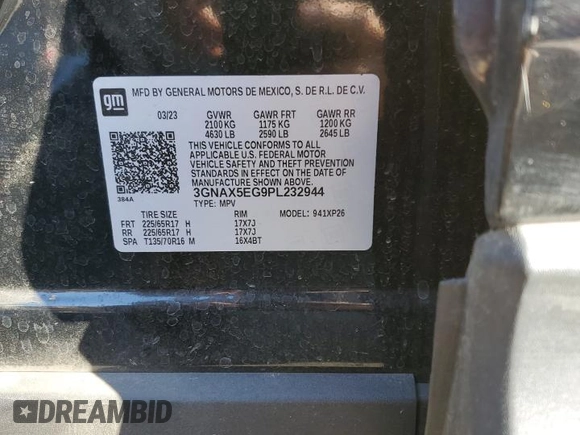 gm
MFD BY GENERAL MOTORS DE MEXICO, S. DE R.L. DE C.V.
03/23 GVWR GAWR FRT GAWR RR
2100 KG 1175 KG 1200 KG
4630 LB 2590 LB 2645 LB
THIS VEHICLE CONFORMS TO ALL
APPLICABLE U.S. FEDERAL MOTOR
VEHICLE SAFETY AND THEFT PREVENTION
STANDARDS IN EFFECT ON THE DATE OF
MANUFACTURE SHOWN ABOVE.
384A 3GNAX5EG9PL232944
TYPE: MPV MODEL: 941XP26
TIRE SIZE RIM
FRT 225/65R17 H 17X7J
RR 225/65R17 H 17X7J
SPA T135/70R16 M 16X4BT
DREAMBID